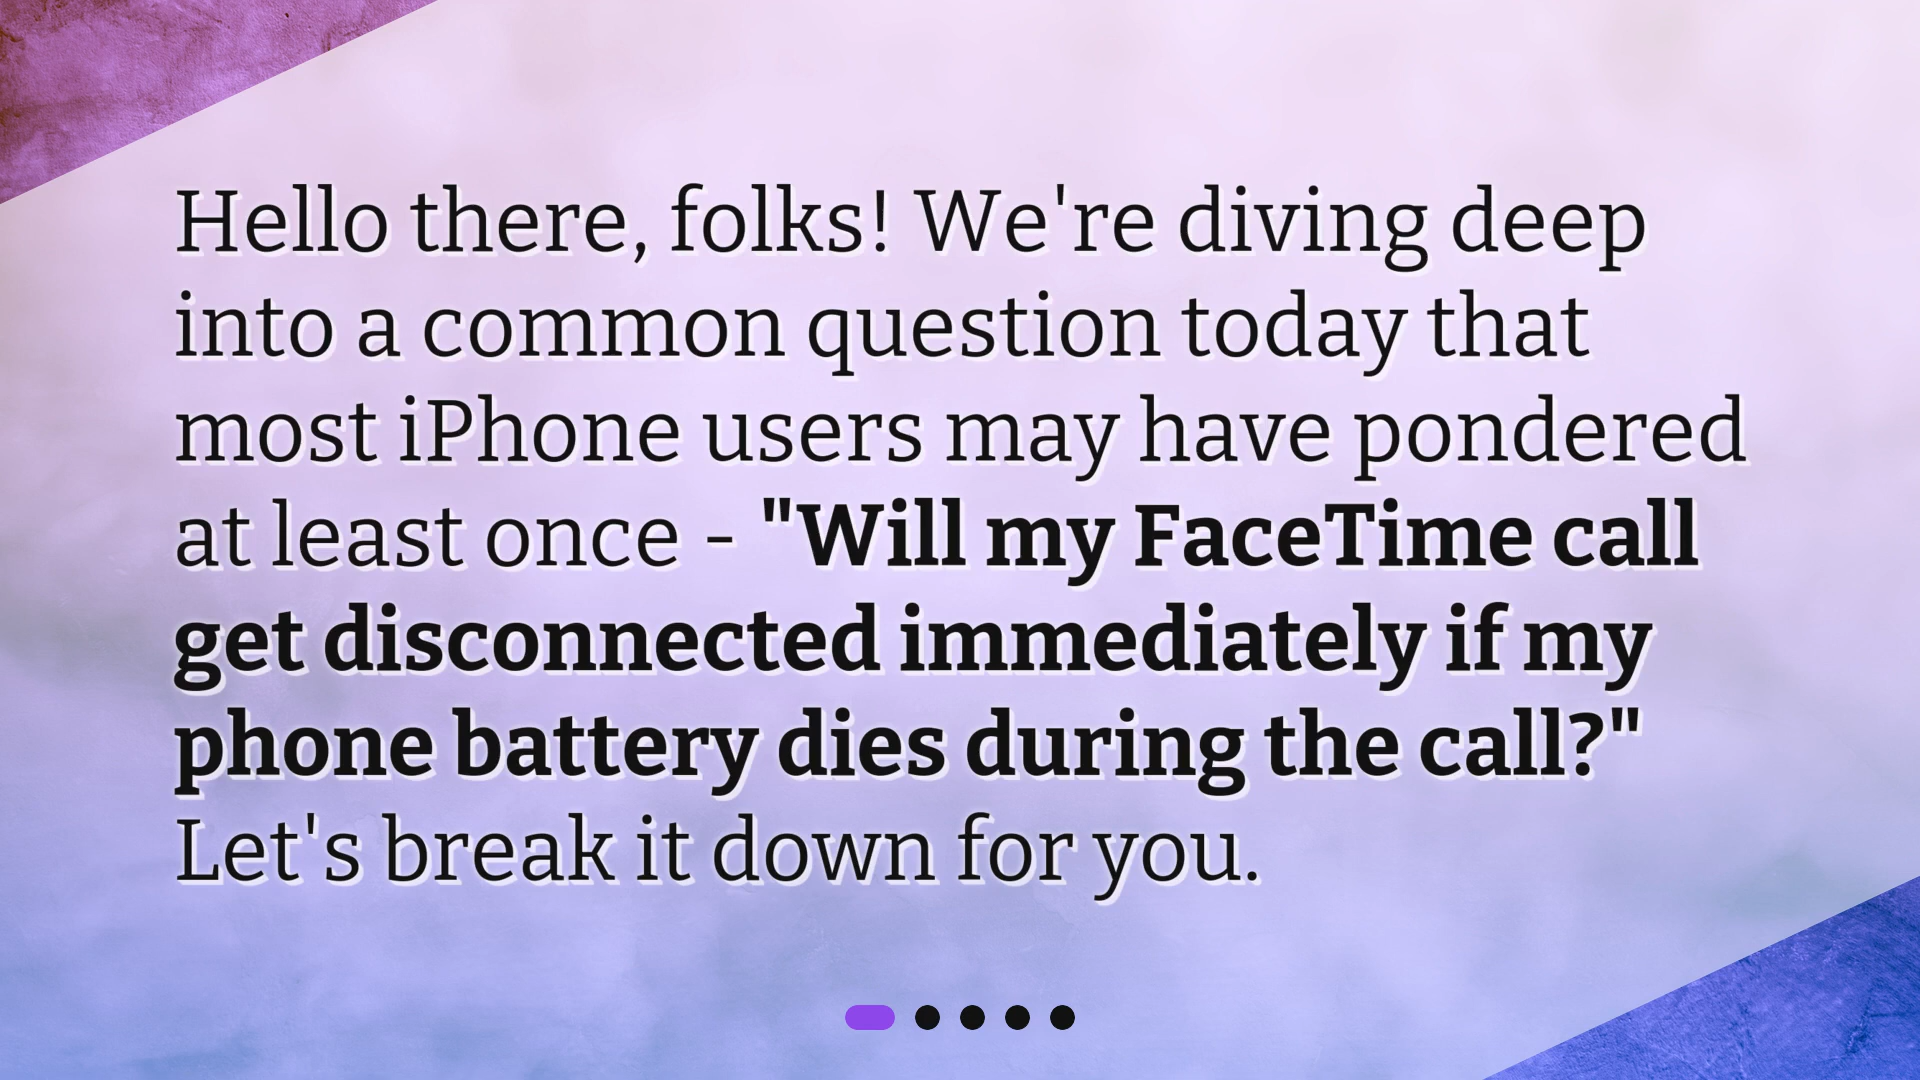 Hello there, folks! We're diving deep
into a common question today that
most iPhone users may have pondered
at least once - "Will my FaceTime call
get disconnected immediately if my
phone battery dies during the call?"
Let's break it down for you.